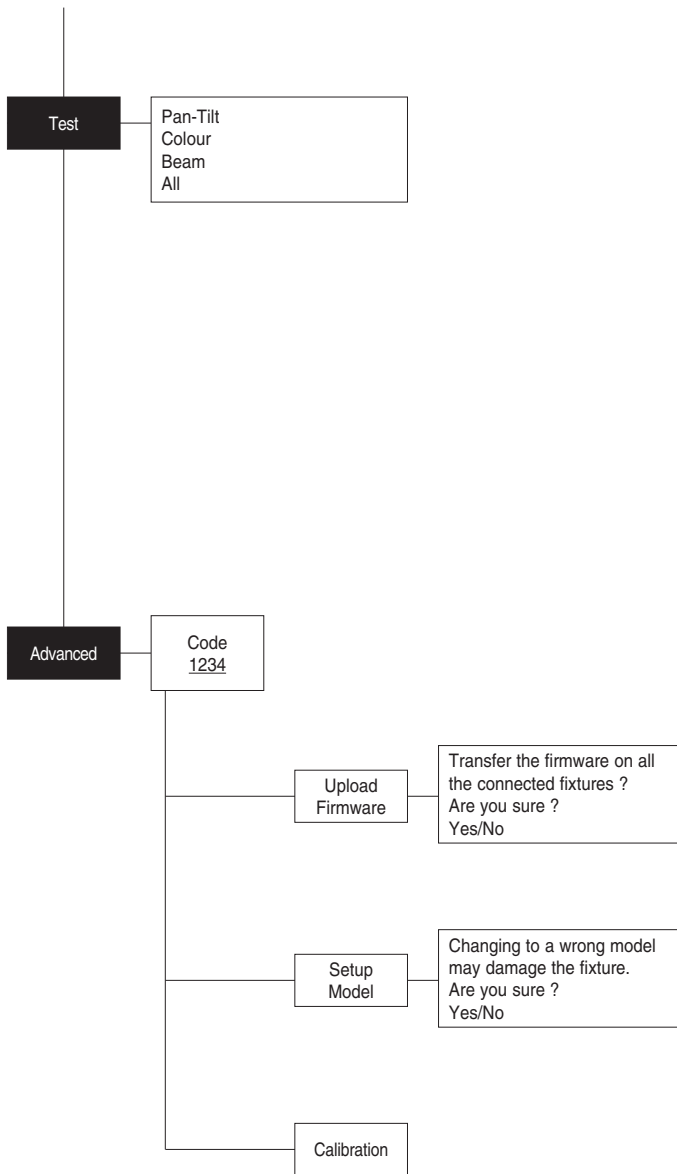 Test
Pan-Tilt
Colour
Beam
All
Advanced
Code
1234
Upload
Firmware
Transfer the firmware on all
the connected fixtures ?
Are you sure ?
Yes/No
Setup
Model
Changing to a wrong model
may damage the fixture.
Are you sure ?
Yes/No
Calibration